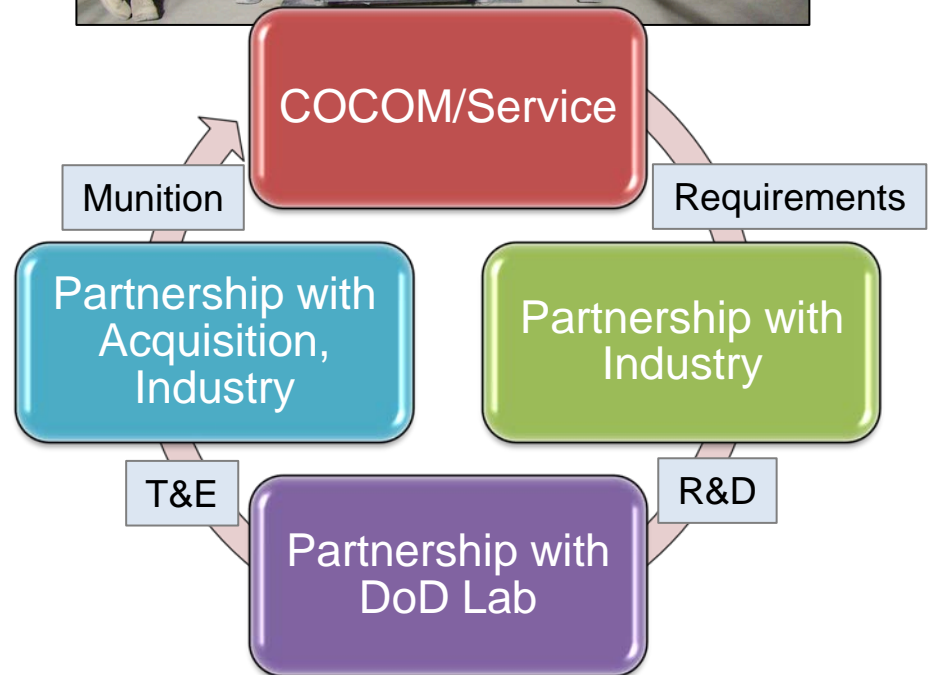 COCOM/Service
Munition
Requirements
Partnership with
Acquisition,
Industry
Partnership with
Industry
T&E
R&D
Partnership with
DoD Lab